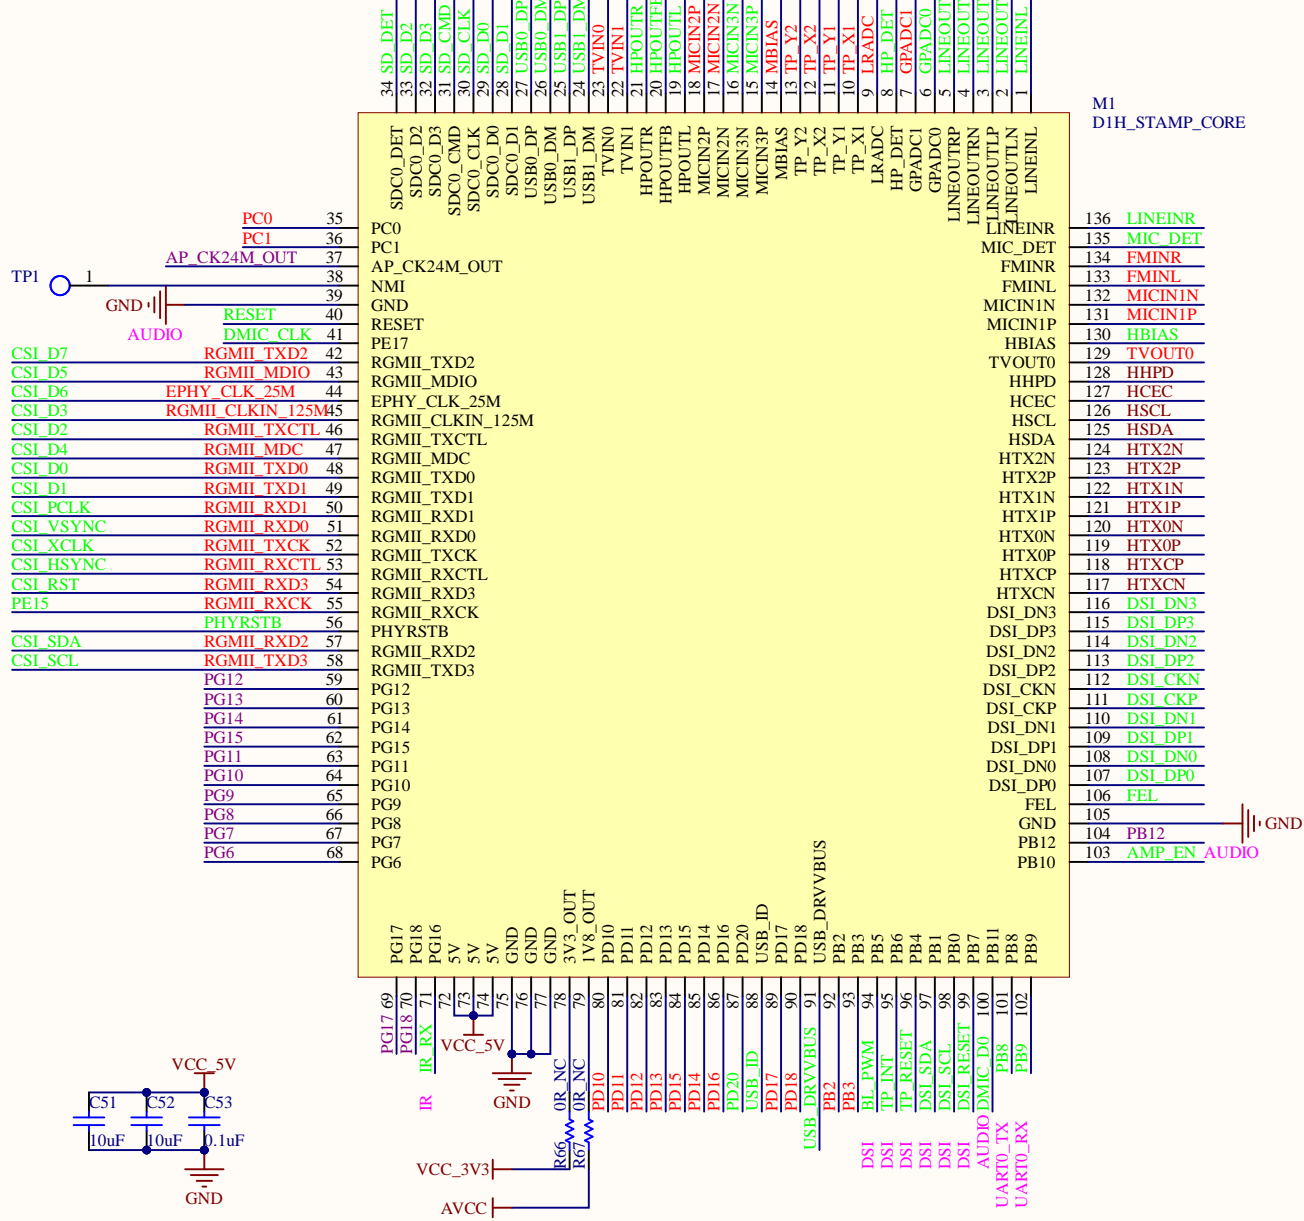 SD_DET
SD_D2
SD_D3
SD_CMD
SD_CLK
SD_D0
SD_D1
USB0_DP
USB0_DM
USB1_DP
USB1_DM
TVIN0
TVIN1
HPOUTR
HPOUTFB
HPOUTL
MICIN2P
MICIN2N
MICIN3N
MICIN3P
MBIAS
TP_Y2
TP_X2
TP_Y1
TP_X1
LRADC
HP_DET
GPADC1
GPADC0
LINEOUT
LINEOUT
LINEOUT
LINEOUT
LINEINL
34 33 32 31 30 29 28 27 26 25 24 23 22 21 20 19 18 17 16 15 14 13 12 11 10 9 8 7 6 5 4 3 2 1
M1
D1H_STAMP_CORE
SDC0_DET
SDC0_D2
SDC0_D3
SDC0_CMD
SDC0_CLK
SDC0_D0
SDC0_D1
USB0_DP
USB0_DM
USB1_DP
USB1_DM
TVIN0
TVIN1
HPOUTR
HPOUTFB
HPOUTL
MICIN2P
MICIN2N
MICIN3N
MICIN3P
MBIAS
TP_Y2
TP_X2
TP_Y1
TP_X1
LRADC
HP_DET
GPADC1
GPADC0
LINEOUTRP
LINEOUTRN
LINEOUTLP
LINEOUTLN
LINEINL
PC0 35 PC0
PC1 36 PC1
AP_CK24M_OUT 37 AP_CK24M_OUT
TP1 1 38 NMI
GND 39 GND
RESET 40 RESET
AUDIO DMIC_CLK 41 PE17
CSI_D7 RGMII_TXD2 42 RGMII_TXD2
CSI_D5 RGMII_MDIO 43 RGMII_MDIO
CSI_D6 EPHY_CLK_25M 44 EPHY_CLK_25M
CSI_D3 RGMII_CLKIN_125M 45 RGMII_CLKIN_125M
CSI_D2 RGMII_TXCTL 46 RGMII_TXCTL
CSI_D4 RGMII_MDC 47 RGMII_MDC
CSI_D0 RGMII_TXD0 48 RGMII_TXD0
CSI_D1 RGMII_TXD1 49 RGMII_TXD1
CSI_PCLK RGMII_RXD1 50 RGMII_RXD1
CSI_VSYNC RGMII_RXD0 51 RGMII_RXD0
CSI_XCLK RGMII_TXCK 52 RGMII_TXCK
CSI_HSYNC RGMII_RXCTL 53 RGMII_RXCTL
CSI_RST RGMII_RXD3 54 RGMII_RXD3
PE15 RGMII_RXCK 55 RGMII_RXCK
PHYRSTB 56 PHYRSTB
CSI_SDA RGMII_RXD2 57 RGMII_RXD2
CSI_SCL RGMII_TXD3 58 RGMII_TXD3
PG12 59 PG12
PG13 60 PG13
PG14 61 PG14
PG15 62 PG15
PG11 63 PG11
PG10 64 PG10
PG9 65 PG9
PG8 66 PG8
PG7 67 PG7
PG6 68 PG6
LINEINR 136 LINEINR
MIC_DET 135 MIC_DET
FMINR 134 FMINR
FMINL 133 FMINL
MICIN1N 132 MICIN1N
MICIN1P 131 MICIN1P
HBIAS 130 HBIAS
TVOUT0 129 TVOUT0
HHPD 128 HHPD
HCEC 127 HCEC
HSCL 126 HSCL
HSDA 125 HSDA
HTX2N 124 HTX2N
HTX2P 123 HTX2P
HTX1N 122 HTX1N
HTX1P 121 HTX1P
HTX0N 120 HTX0N
HTX0P 119 HTX0P
HTXCP 118 HTXCP
HTXCN 117 HTXCN
DSI_DN3 116 DSI_DN3
DSI_DP3 115 DSI_DP3
DSI_DN2 114 DSI_DN2
DSI_DP2 113 DSI_DP2
DSI_CKN 112 DSI_CKN
DSI_CKP 111 DSI_CKP
DSI_DN1 110 DSI_DN1
DSI_DP1 109 DSI_DP1
DSI_DN0 108 DSI_DN0
DSI_DP0 107 DSI_DP0
FEL 106 FEL
GND 105 GND
PB12 104 PB12
PB10 103 AMP_EN AUDIO
PG17
PG18
PG16
5V
5V
5V
GND
GND
GND
3V3_OUT
1V8_OUT
PD10
PD11
PD12
PD13
PD15
PD14
PD16
PD20
USB_ID
PD17
PD18
USB_DRVVBUS
PB2
PB3
PB5
PB6
PB4
PB1
PB0
PB7
PB11
PB8
PB9
69 70 71 72 73 74 75 76 77 78 79 80 81 82 83 84 85 86 87 88 89 90 91 92 93 94 95 96 97 98 99 100 101 102
PG17
PG18
IR_RX
IR
VCC_5V
GND
0R_NC
0R_NC
R66
R67
VCC_3V3
AVCC
PD10
PD11
PD12
PD13
PD15
PD14
PD16
PD20
USB_ID
PD17
PD18
USB_DRVVBUS
PB2
PB3
BL_PWM
TP_INT
TP_RESET
DSI_SDA
DSI_SCL
DSI_RESET
DMIC_D0
PB8
PB9
DSI
DSI
DSI
DSI
DSI
DSI
AUDIO
UART0_TX
UART0_RX
VCC_5V
C51 C52 C53
10uF 10uF 0.1uF
GND